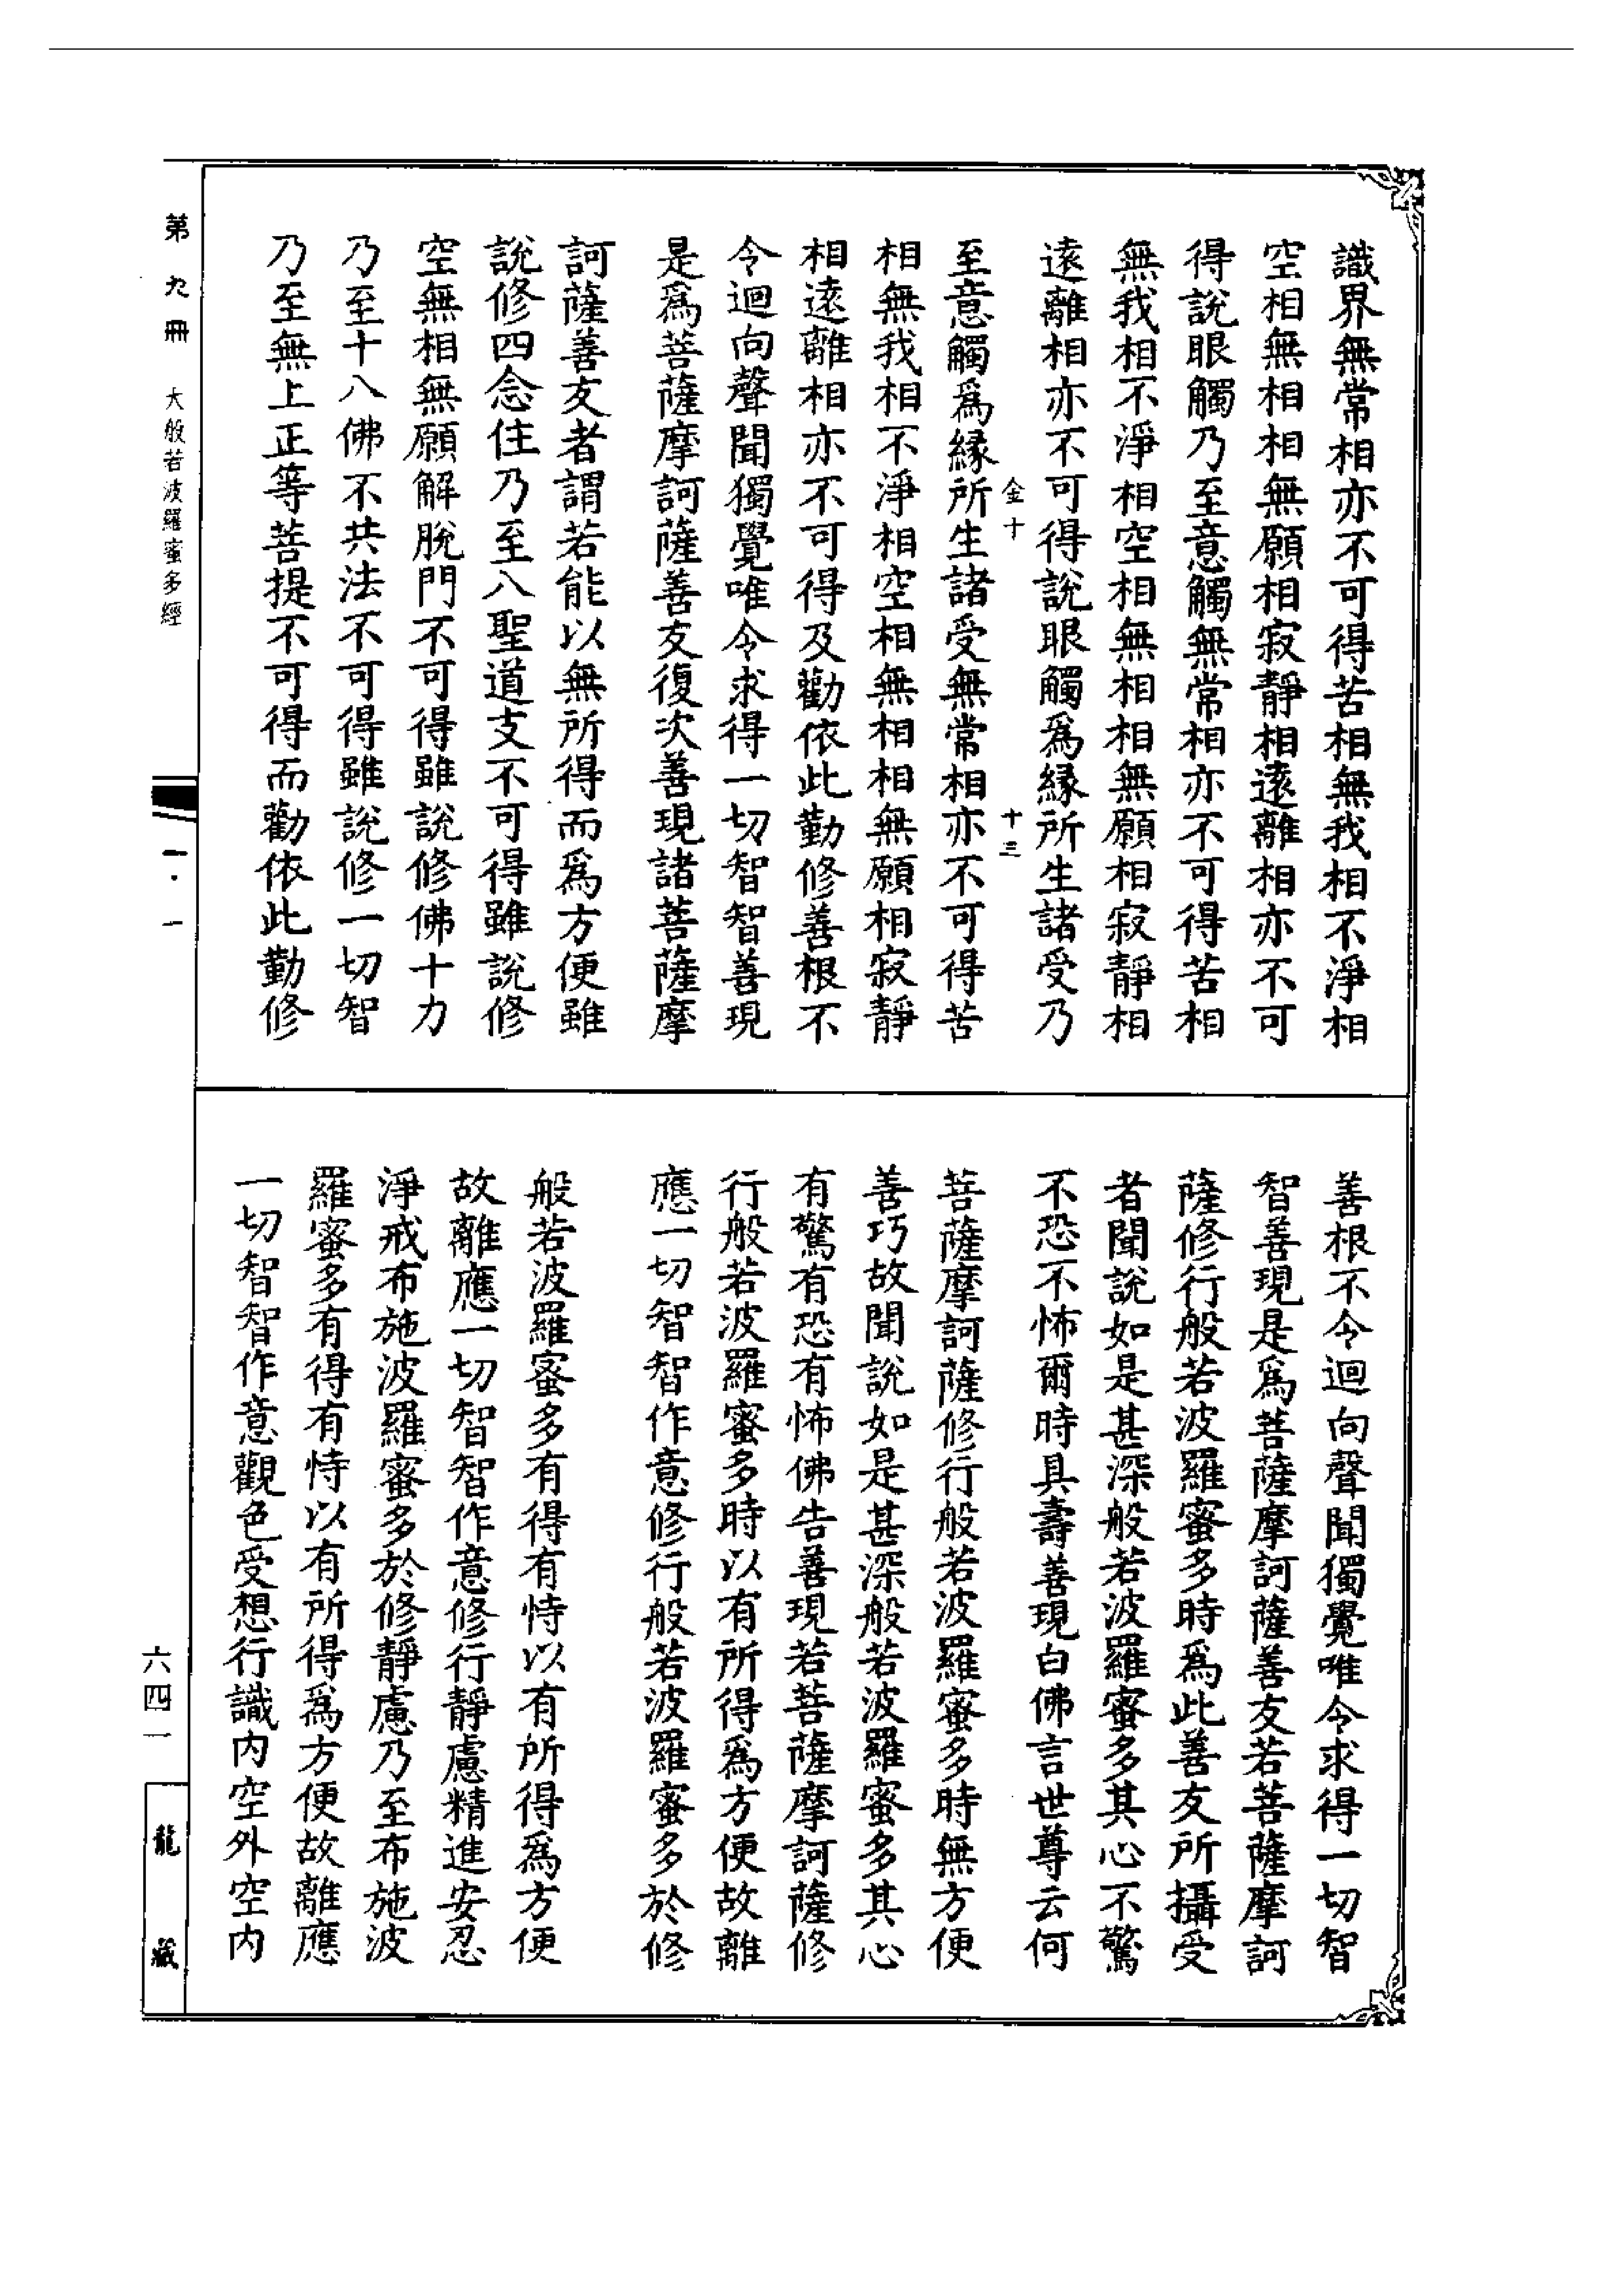 識界無常相亦不可得苦相無我相不淨相
空相無相相無願相寂靜相遠離相亦不可
得說眼觸乃至意觸無常相亦不可得苦相
無我相不淨相空相無相相無願相寂靜相
遠離相亦不可得說眼觸爲緣所生諸受乃
金十
十三
至意觸爲緣所生諸受無常相亦不可得苦
相無我相不淨相空相無相相無願相寂靜
相遠離相亦不可得及勸依此勤修善根不
令迴向聲聞獨覺唯令求得一切智智善現
是爲菩薩摩訶薩善友復次善現諸菩薩摩
訶薩善友者謂若能以無所得而爲方便雖
說修四念住乃至八聖道支不可得雖說修
空無相無願解脫門不可得雖說修佛十力
乃至十八佛不共法不可得雖說修一切智
乃至無上正等菩提不可得而勸依此勤修
善根不令迴向聲聞獨覺唯令求得一切智
智善現是爲菩薩摩訶薩善友若菩薩摩訶
薩修行般若波羅蜜多時爲此善友所攝受
者聞說如是甚深般若波羅蜜多其心不驚
不恐不怖爾時具壽善現白佛言世尊云何
菩薩摩訶薩修行般若波羅蜜多時無方便
善巧故聞說如是甚深般若波羅蜜多其心
有驚有恐有怖佛告善現若菩薩摩訶薩修
行般若波羅蜜多時以有所得爲方便故離
應一切智智作意修行般若波羅蜜多於修
般若波羅蜜多有得有恃以有所得爲方便
故離應一切智智作意修行靜慮精進安忍
淨戒布施波羅蜜多於修靜慮乃至布施波
羅蜜多有得有恃以有所得爲方便故離應
一切智智作意觀色受想行識內空外空內
第九冊
大般若波羅蜜多經
一·一
六四一
龍藏